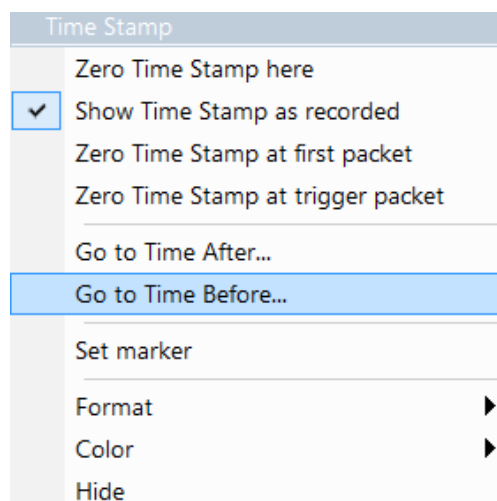 Time Stamp
Zero Time Stamp here
Show Time Stamp as recorded
Zero Time Stamp at first packet
Zero Time Stamp at trigger packet
Go to Time After...
Go to Time Before...
Set marker
Format
Color
Hide